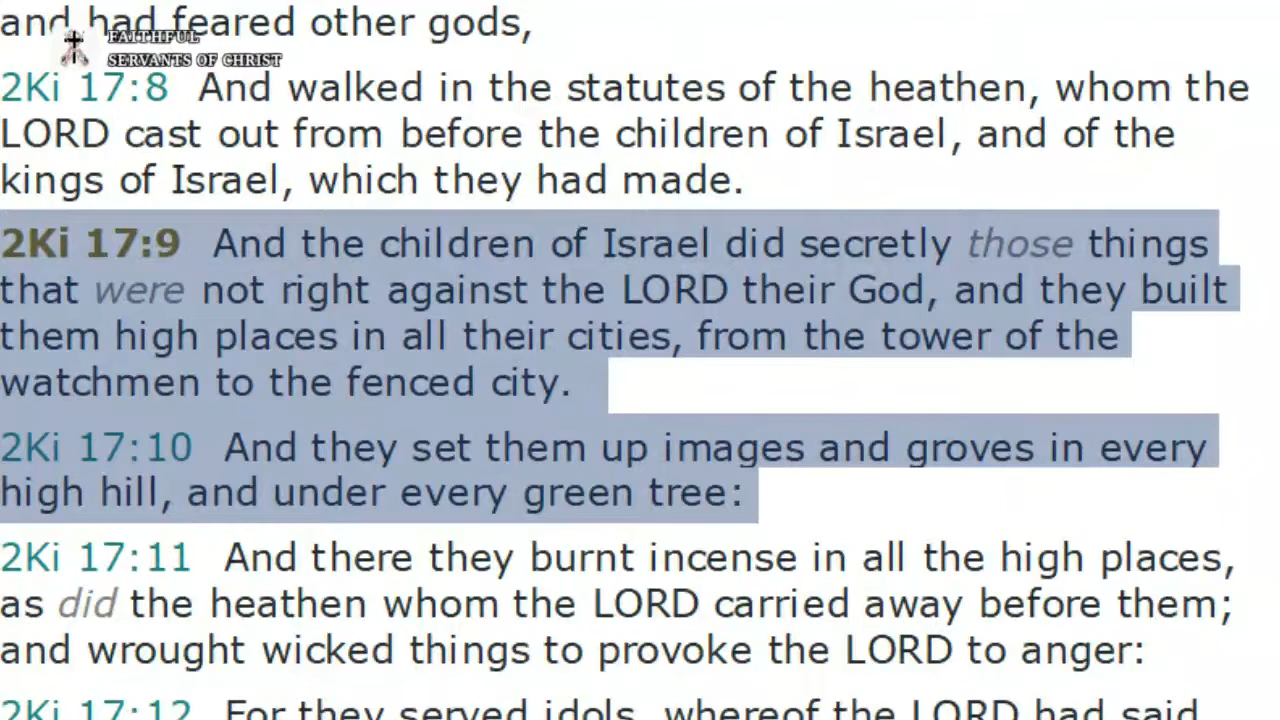 and had feared other gods,
FAITHFUL
SERVANTS OF CHRIST
2Ki 17:8 And walked in the statutes of the heathen, whom the
LORD cast out from before the children of Israel, and of the
kings of Israel, which they had made.
2Ki 17:9 And the children of Israel did secretly those things
that were not right against the LORD their God, and they built
them high places in all their cities, from the tower of the
watchmen to the fenced city.
2Ki 17:10 And they set them up images and groves in every
high hill, and under every green tree:
2Ki 17:11 And there they burnt incense in all the high places,
as did the heathen whom the LORD carried away before them;
and wrought wicked things to provoke the LORD to anger:
2Ki 17:12 For they served idols, whereof the LORD had said